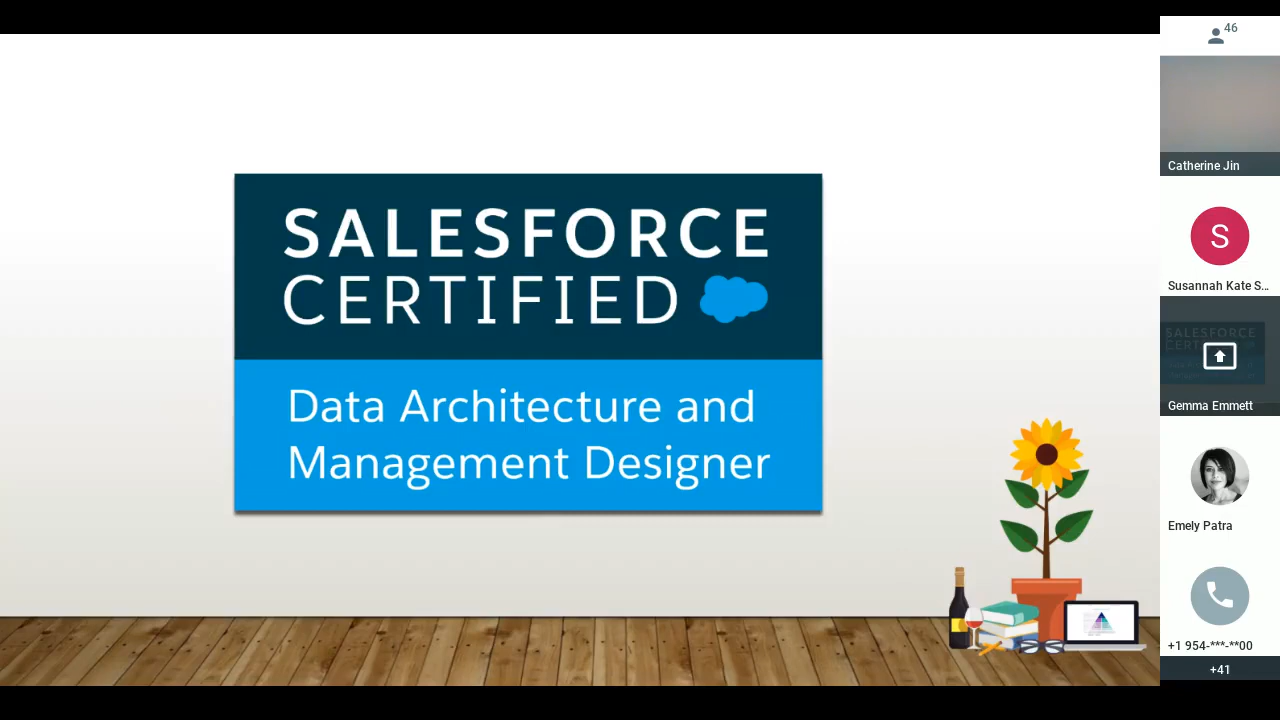 SALESFORCE
CERTIFIED
Data Architecture and
Management Designer
46
Catherine Jin
S
Susannah Kate S...
SALESFORCE
Gemma Emmett
Emely Patra
+1 954-***-**00
+41